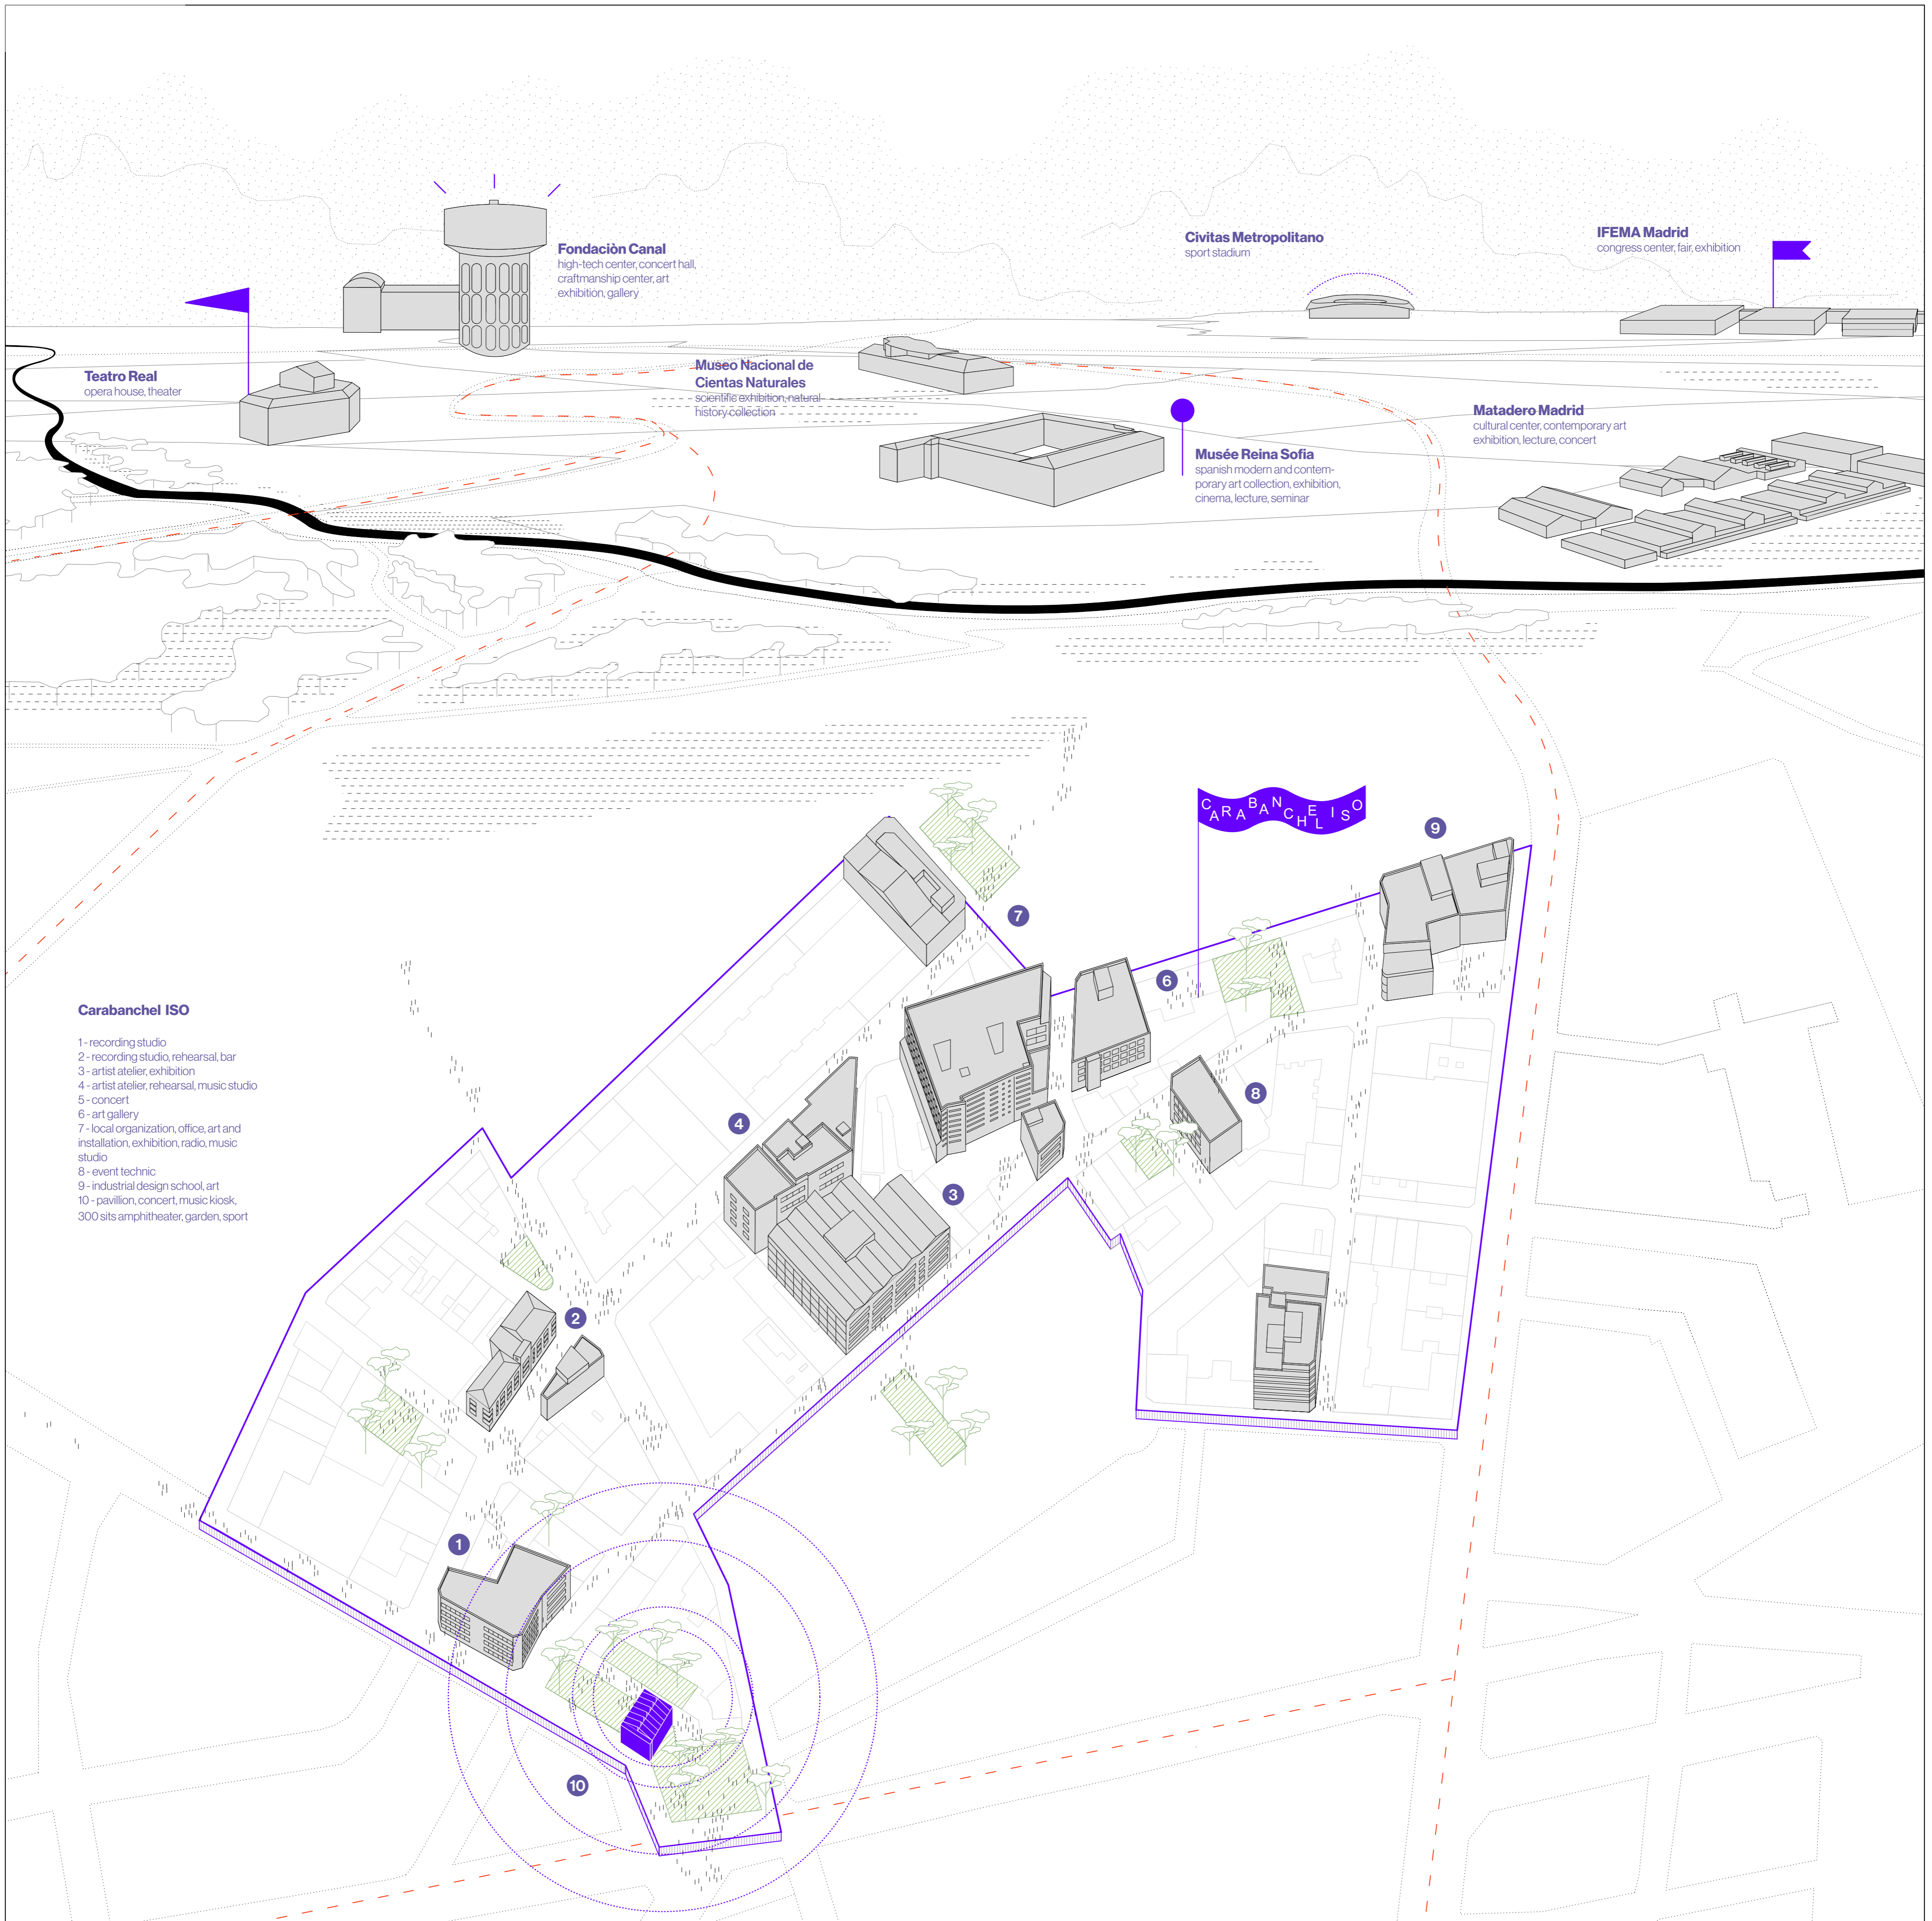 Fondaciòn Canal
high-tech center, concert hall,
craftmanship center, art
exhibition, gallery
Civitas Metropolitano
sport stadium
IFEMA Madrid
congress center, fair, exhibition
Teatro Real
opera house, theater
Museo Nacional de
Cientas Naturales
scientific exhibition, natural
history collection
Musée Reina Sofia
spanish modern and contem-
porary art collection, exhibition,
cinema, lecture, seminar
Matadero Madrid
cultural center, contemporary art
exhibition, lecture, concert
CARABANCHEL ISO
9
7
6
8
4
3
2
1
10
Carabanchel ISO
1 - recording studio
2 - recording studio, rehearsal, bar
3 - artist atelier, exhibition
4 - artist atelier, rehearsal, music studio
5 - concert
6 - art gallery
7 - local organization, office, art and
installation, exhibition, radio, music
studio
8 - event technic
9 - industrial design school, art
10 - pavillion, concert, music kiosk,
300 sits amphitheater, garden, sport